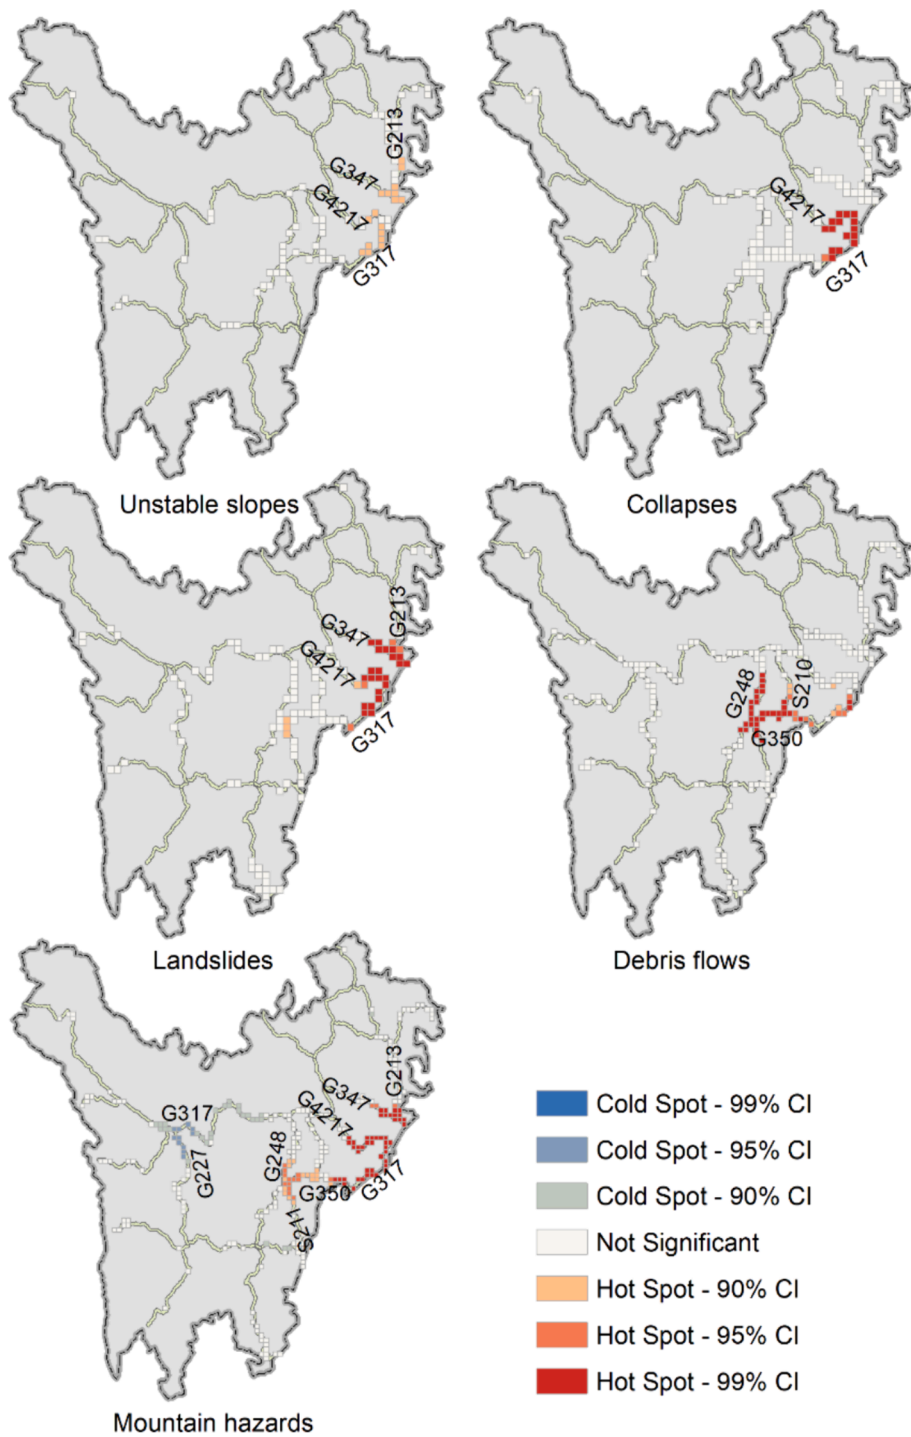 G213
G347
G4217
G317
Unstable slopes
G4217
G317
Collapses
G213
G347
G4217
G317
Landslides
S210
G248
G350
Debris flows
G213
G347
G317
G4217
G248
G227
G350
G317
S211
Mountain hazards
Cold Spot - 99% CI
Cold Spot - 95% CI
Cold Spot - 90% CI
Not Significant
Hot Spot - 90% CI
Hot Spot - 95% CI
Hot Spot - 99% CI